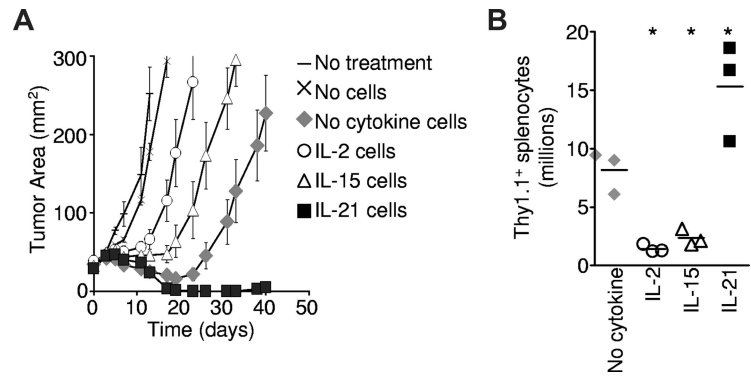 A
300
200
100
0
0
10
20
30
40
50
Tumor Area (mm²)
Time (days)
No treatment
No cells
No cytokine cells
IL-2 cells
IL-15 cells
IL-21 cells
B
20
15
10
5
0
Thy1.1⁺ splenocytes
(millions)
* * *
No cytokine
IL-2
IL-15
IL-21